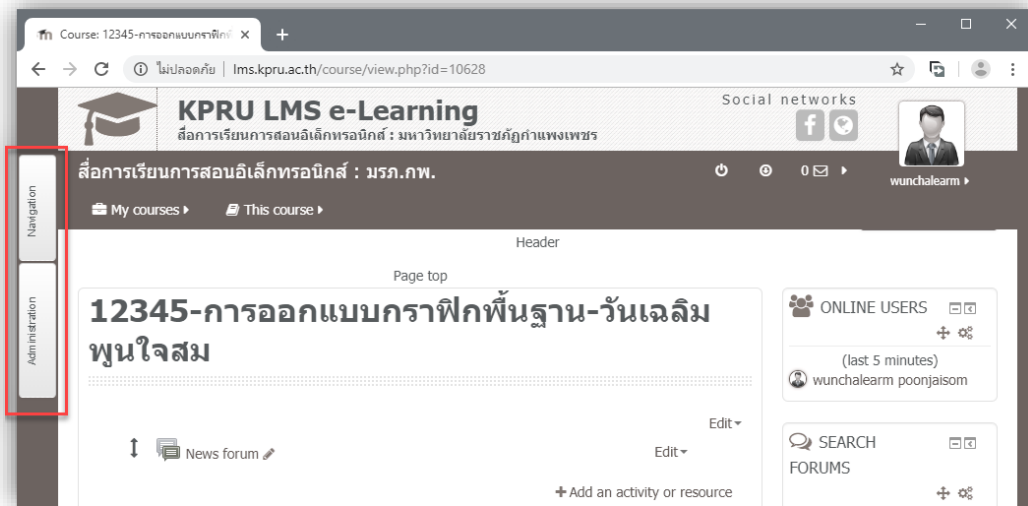 Course: 12345-การออกแบบกราฟิก
ไม่ปลอดภัย | lms.kpru.ac.th/course/view.php?id=10628
KPRU LMS e-Learning
สื่อการเรียนการสอนอิเล็กทรอนิกส์ : มหาวิทยาลัยราชภัฏกำแพงเพชร
Social networks
สื่อการเรียนการสอนอิเล็กทรอนิกส์ : มรภ.กพ.
0
wunchalearm
My courses
This course
Navigation
Administration
Header
Page top
12345-การออกแบบกราฟิกพื้นฐาน-วันเฉลิม
พูนใจสม
Edit
News forum
Edit
+ Add an activity or resource
ONLINE USERS
(last 5 minutes)
wunchalearm poonjaisom
SEARCH
FORUMS